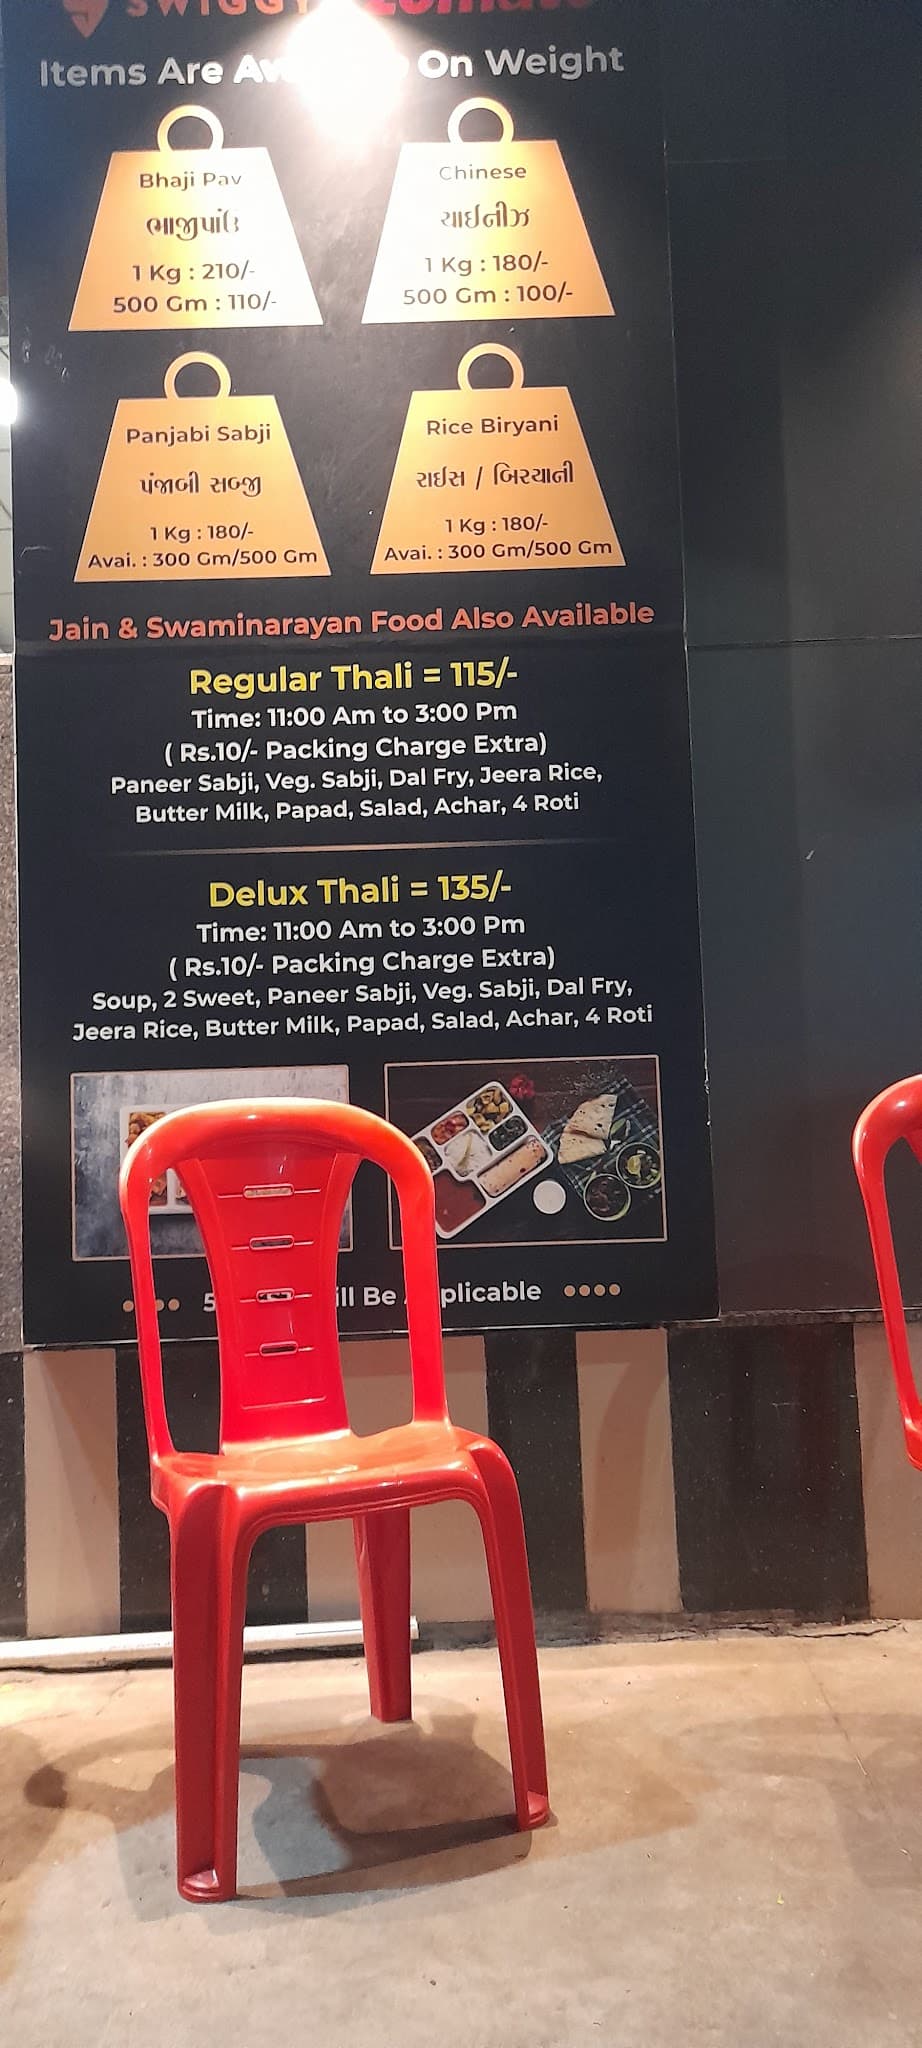 SWIGGY zomato
Items Are On Weight
Bhaji Pav
ભાજીપાંઉ
1 Kg : 210/-
500 Gm : 110/-
Chinese
ચાઈનીઝ
1 Kg : 180/-
500 Gm : 100/-
Panjabi Sabji
પંજાબી સબ્જી
1 Kg : 180/-
Avai. : 300 Gm/500 Gm
Rice Biryani
રાઈસ / બિરયાની
1 Kg : 180/-
Avai. : 300 Gm/500 Gm
Jain & Swaminarayan Food Also Available
Regular Thali = 115/-
Time: 11:00 Am to 3:00 Pm
( Rs.10/- Packing Charge Extra)
Paneer Sabji, Veg. Sabji, Dal Fry, Jeera Rice,
Butter Milk, Papad, Salad, Achar, 4 Roti
Delux Thali = 135/-
Time: 11:00 Am to 3:00 Pm
( Rs.10/- Packing Charge Extra)
Soup, 2 Sweet, Paneer Sabji, Veg. Sabji, Dal Fry,
Jeera Rice, Butter Milk, Papad, Salad, Achar, 4 Roti
Be